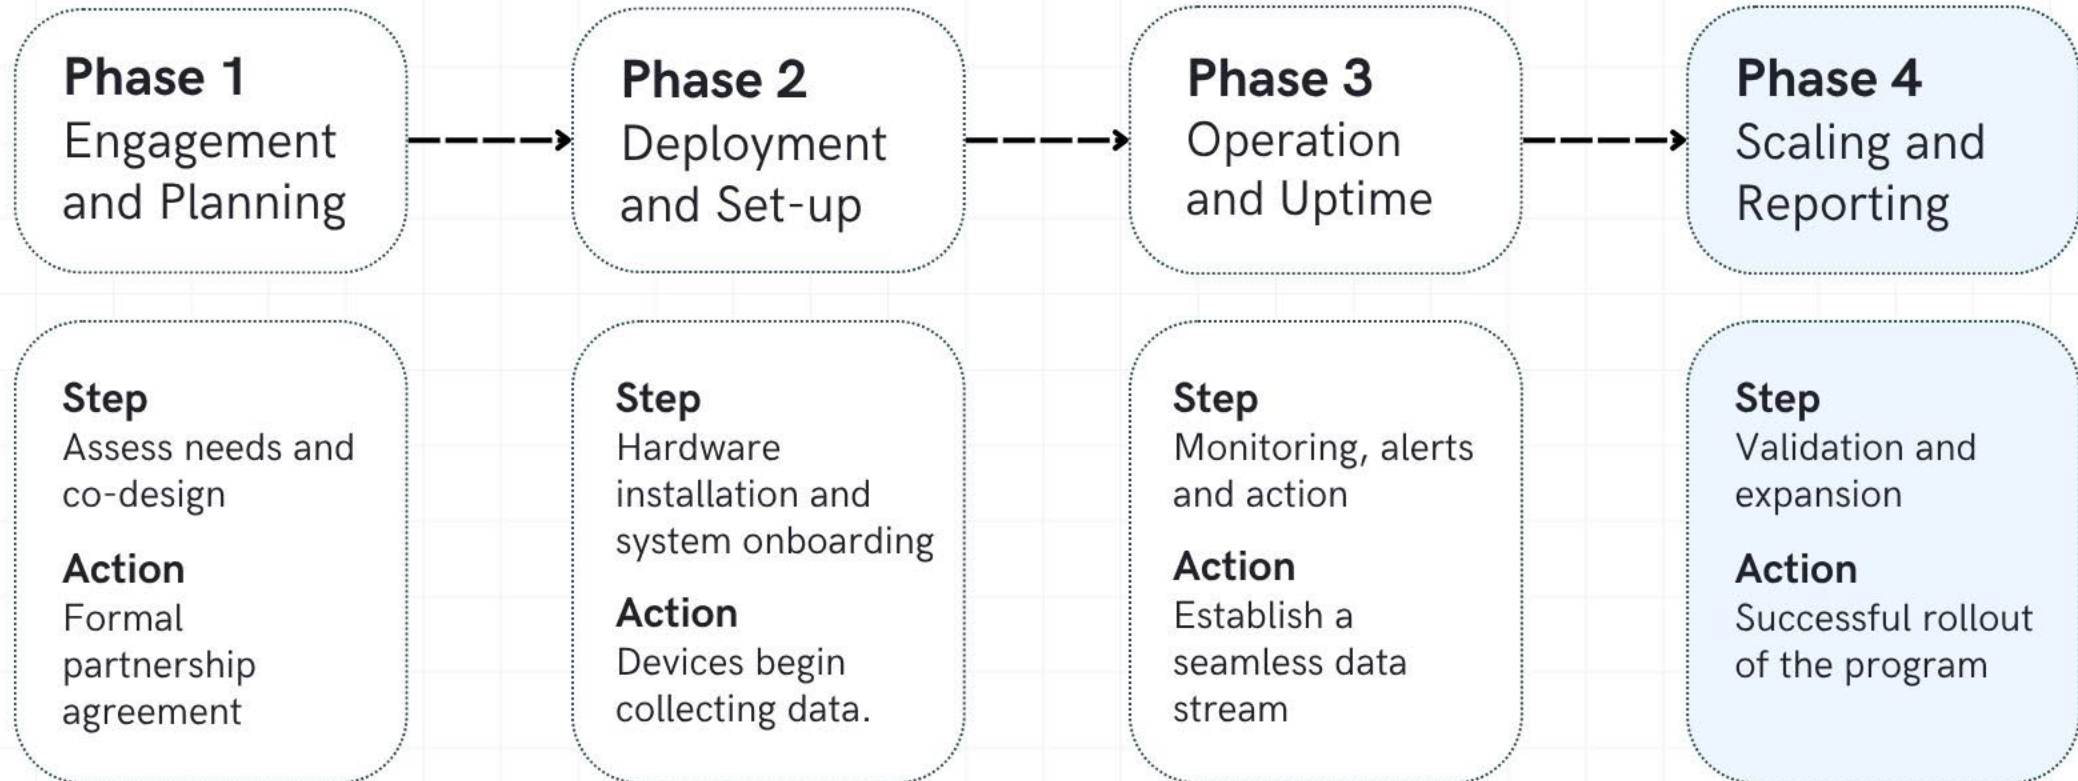 Phase 1
Engagement
and Planning
Phase 2
Deployment
and Set-up
Phase 3
Operation
and Uptime
Phase 4
Scaling and
Reporting
Step
Assess needs and
co-design
Action
Formal
partnership
agreement
Step
Hardware
installation and
system onboarding
Action
Devices begin
collecting data.
Step
Monitoring, alerts
and action
Action
Establish a
seamless data
stream
Step
Validation and
expansion
Action
Successful rollout
of the program